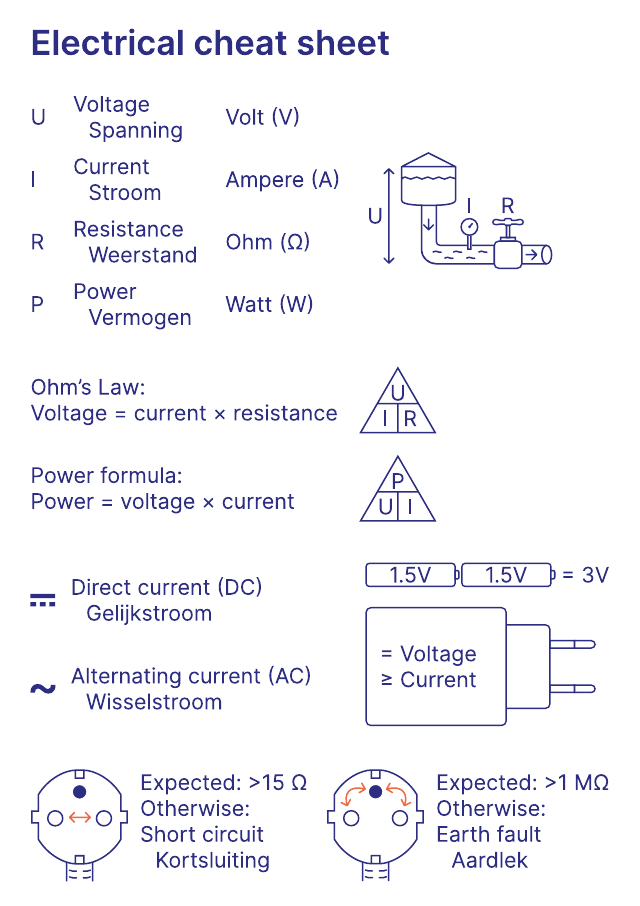 Electrical cheat sheet
U
Voltage
Spanning
Volt (V)
I
Current
Stroom
Ampere (A)
R
Resistance
Weerstand
Ohm (Ω)
P
Power
Vermogen
Watt (W)
U
I
R
Ohm’s Law:
Voltage = current × resistance
U
I R
Power formula:
Power = voltage × current
P
U I
Direct current (DC)
Gelijkstroom
~
Alternating current (AC)
Wisselstroom
1.5V 1.5V = 3V
= Voltage
≥ Current
Expected: >15 Ω
Otherwise:
Short circuit
Kortsluiting
Expected: >1 MΩ
Otherwise:
Earth fault
Aardlek